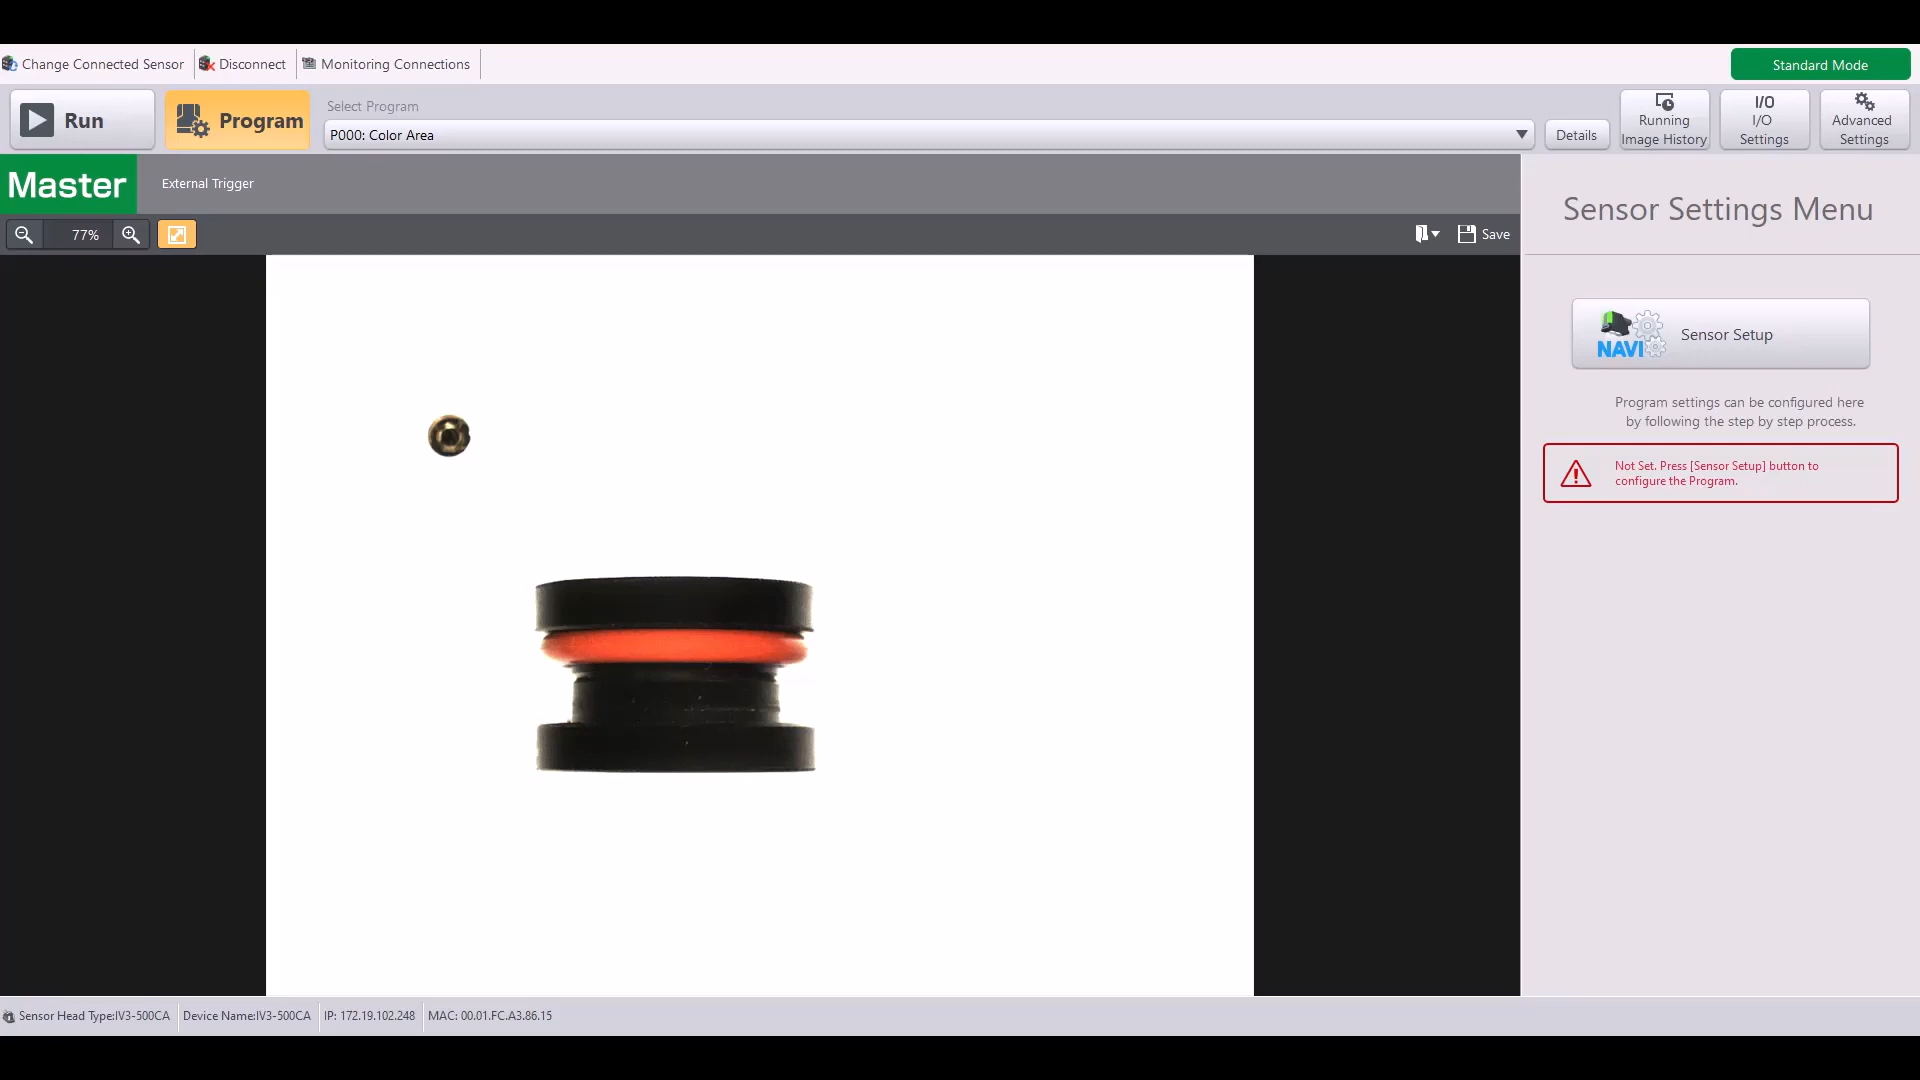 Change Connected Sensor
Disconnect
Monitoring Connections
Standard Mode
Run
Program
Select Program
P000: Color Area
Details
Running
Image History
I/O
I/O
Settings
Advanced
Settings
Master
External Trigger
77%
Save
Sensor Settings Menu
NAVI
Sensor Setup
Program settings can be configured here
by following the step by step process.
Not Set. Press [Sensor Setup] button to
configure the Program.
Sensor Head Type:IV3-500CA
Device Name:IV3-500CA
IP: 172.19.102.248
MAC: 00.01.FC.A3.86.15